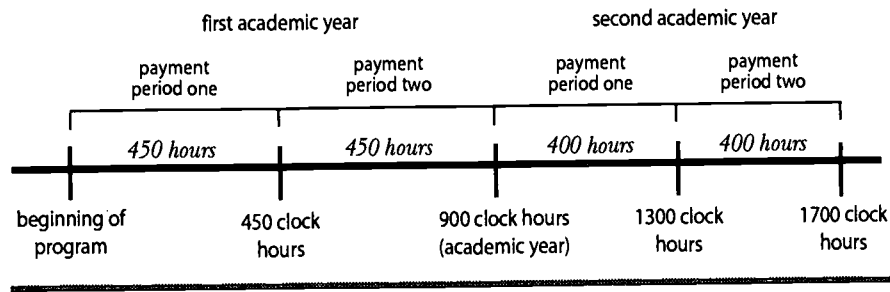 first academic year
second academic year
payment
period one
payment
period two
payment
period one
payment
period two
450 hours
450 hours
400 hours
400 hours
beginning of
program
450 clock
hours
900 clock hours
(academic year)
1300 clock
hours
1700 clock
hours